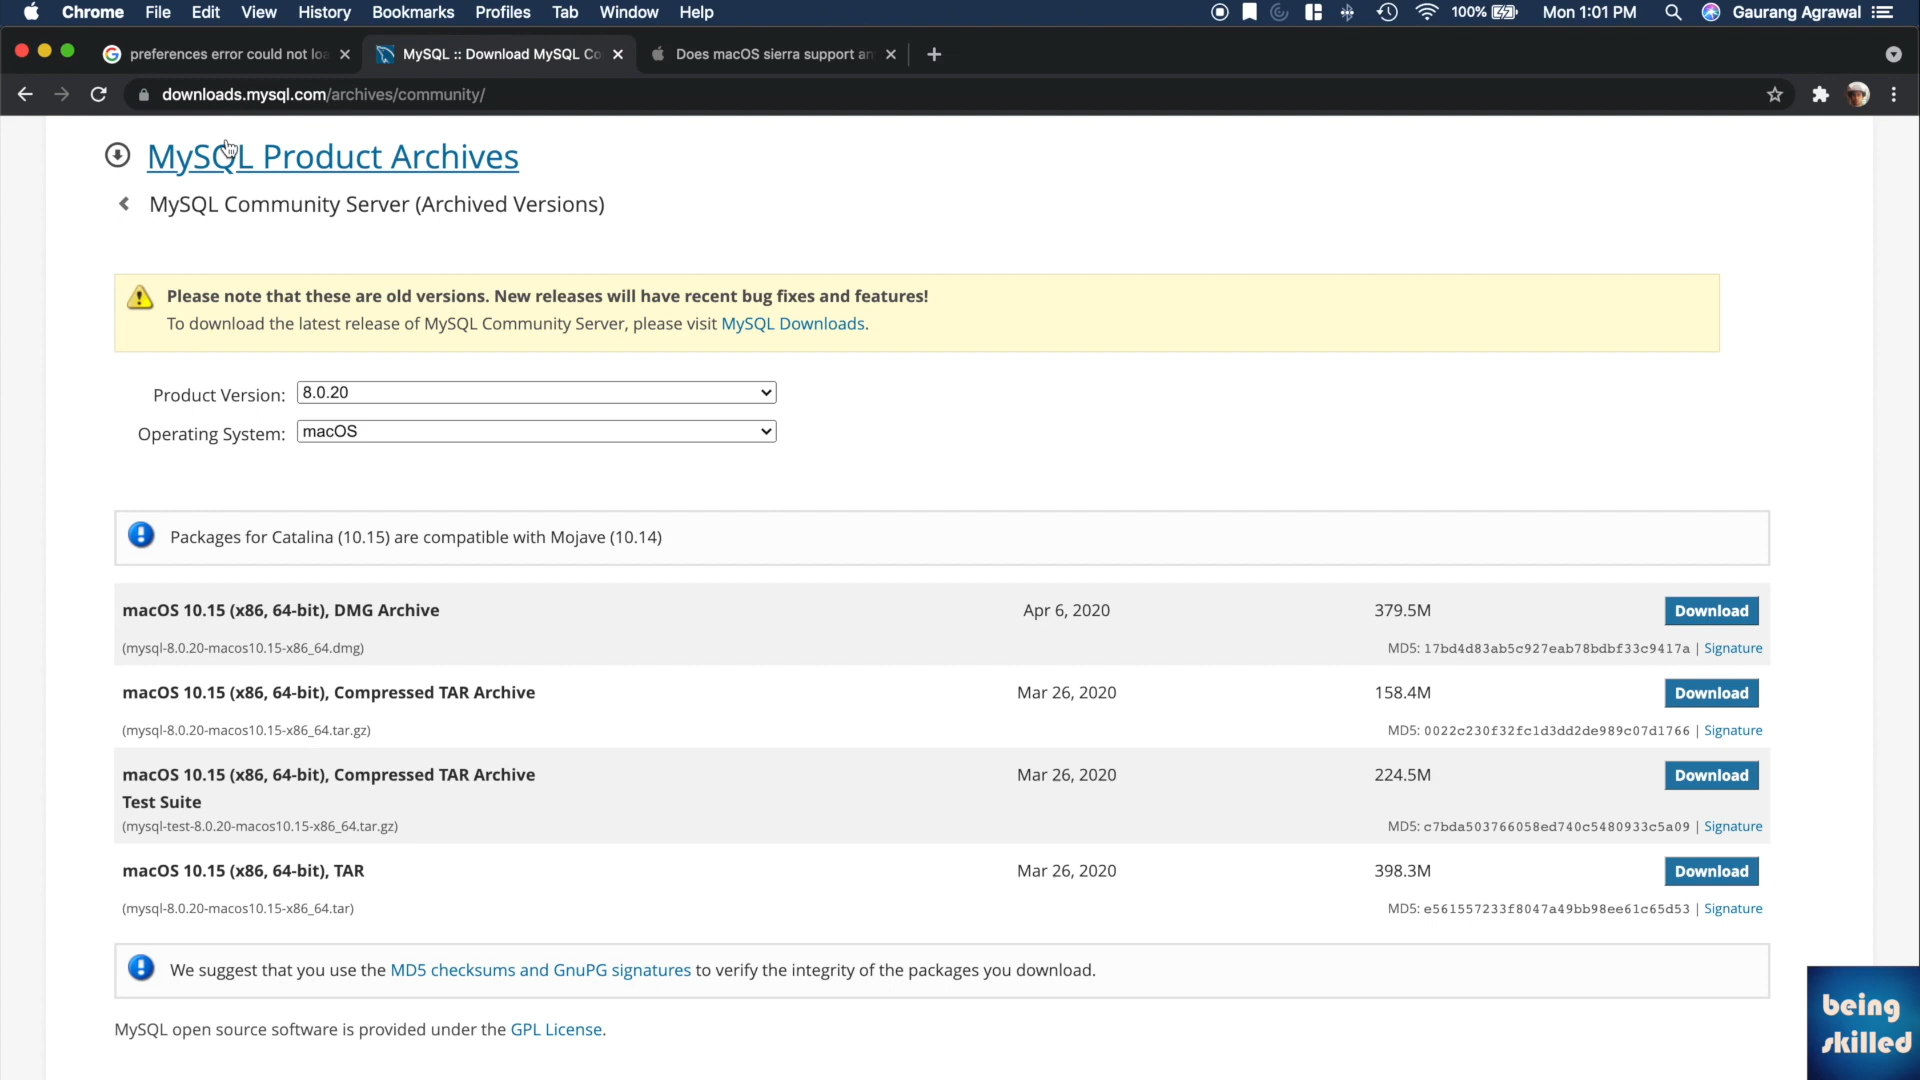 Chrome File Edit View History Bookmarks Profiles Tab Window Help 100% Mon 1:01 PM Gaurang Agrawal
preferences error could not loa MySQL :: Download MySQL Co Does macOS sierra support an
downloads.mysql.com/archives/community/
MySQL Product Archives
MySQL Community Server (Archived Versions)
Please note that these are old versions. New releases will have recent bug fixes and features!
To download the latest release of MySQL Community Server, please visit MySQL Downloads.
Product Version: 8.0.20
Operating System: macOS
Packages for Catalina (10.15) are compatible with Mojave (10.14)
macOS 10.15 (x86, 64-bit), DMG Archive Apr 6, 2020 379.5M Download
(mysql-8.0.20-macos10.15-x86_64.dmg) MD5: 17bd4d83ab5c927eab78bdbf33c9417a | Signature
macOS 10.15 (x86, 64-bit), Compressed TAR Archive Mar 26, 2020 158.4M Download
(mysql-8.0.20-macos10.15-x86_64.tar.gz) MD5: 0022c230f32fc1d3dd2de989c07d1766 | Signature
macOS 10.15 (x86, 64-bit), Compressed TAR Archive Mar 26, 2020 224.5M Download
Test Suite
(mysql-test-8.0.20-macos10.15-x86_64.tar.gz) MD5: c7bda503766058ed740c5480933c5a09 | Signature
macOS 10.15 (x86, 64-bit), TAR Mar 26, 2020 398.3M Download
(mysql-8.0.20-macos10.15-x86_64.tar) MD5: e561557233f8047a49bb98ee61c65d53 | Signature
We suggest that you use the MD5 checksums and GnuPG signatures to verify the integrity of the packages you download.
MySQL open source software is provided under the GPL License.
being
skilled